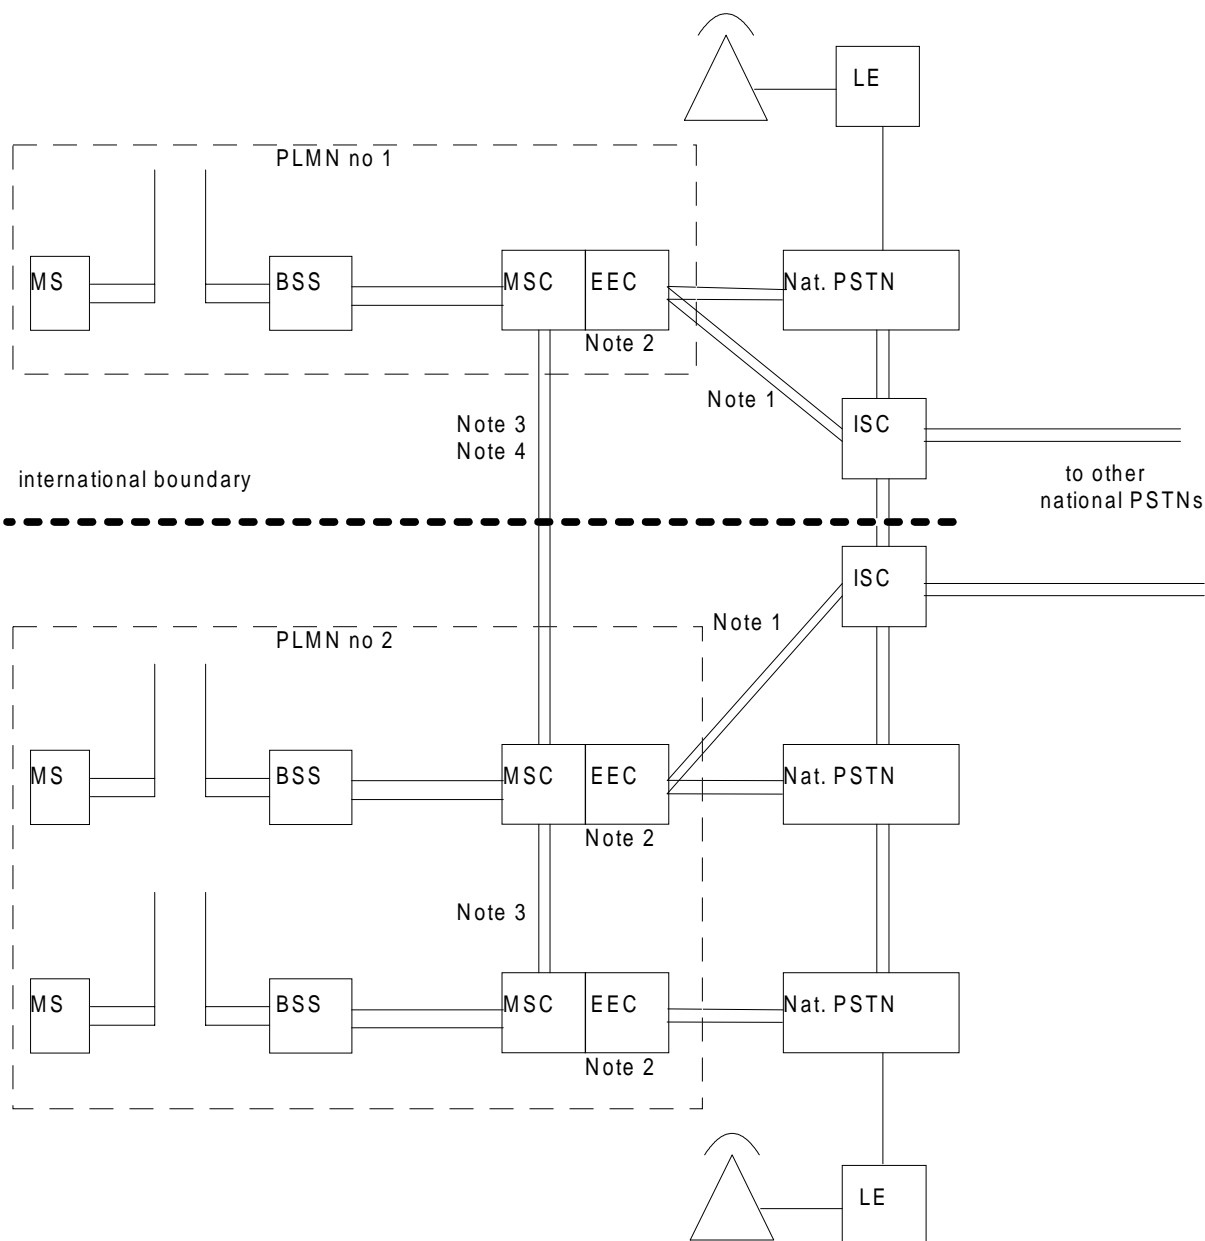 LE
PLMN no 1
MS
BSS
MSC
EEC
Nat. PSTN
Note 2
Note 1
Note 3
Note 4
ISC
to other
national PSTNs
international boundary
ISC
Note 1
PLMN no 2
MS
BSS
MSC
EEC
Nat. PSTN
Note 2
Note 3
MS
BSS
MSC
EEC
Nat. PSTN
Note 2
LE